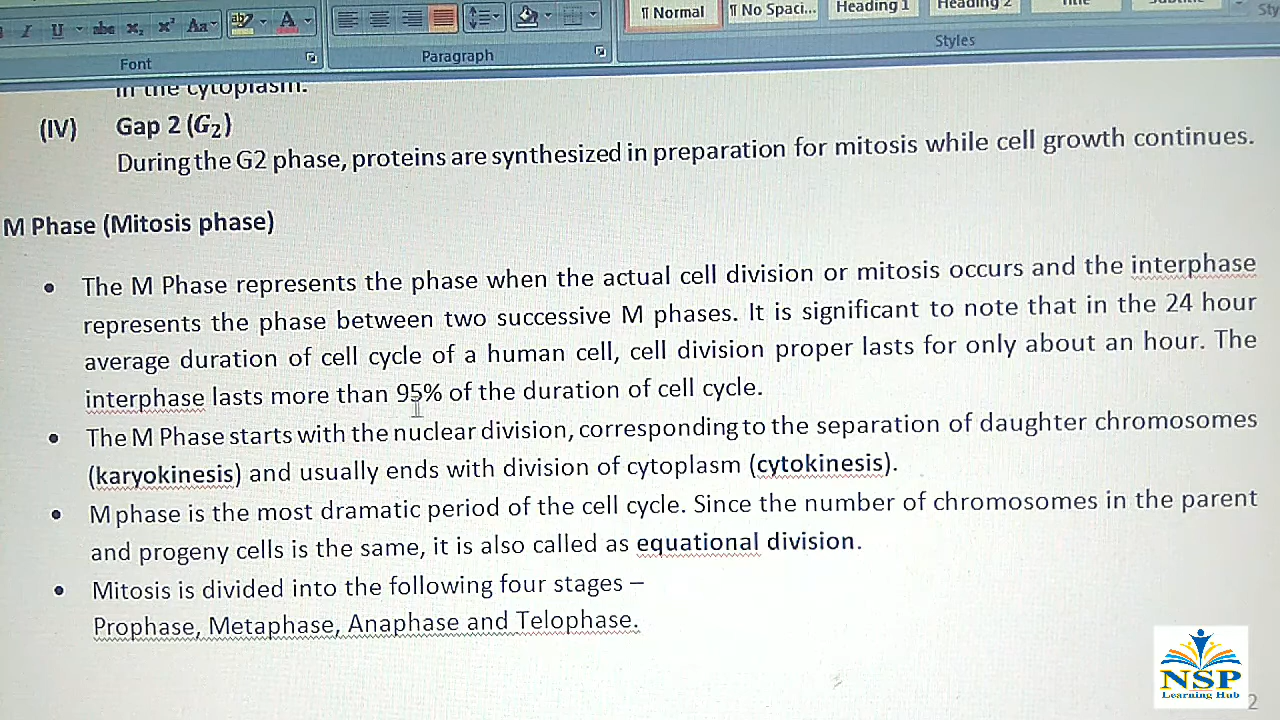 I U abc X₂ X² Aa ab A
¶ Normal ¶ No Spaci... Heading 1 Heading 2
Font Paragraph Styles
in the cytoplasm.
(IV) Gap 2 (G₂)
During the G2 phase, proteins are synthesized in preparation for mitosis while cell growth continues.
M Phase (Mitosis phase)
• The M Phase represents the phase when the actual cell division or mitosis occurs and the interphase
represents the phase between two successive M phases. It is significant to note that in the 24 hour
average duration of cell cycle of a human cell, cell division proper lasts for only about an hour. The
interphase lasts more than 95% of the duration of cell cycle.
• The M Phase starts with the nuclear division, corresponding to the separation of daughter chromosomes
(karyokinesis) and usually ends with division of cytoplasm (cytokinesis).
• M phase is the most dramatic period of the cell cycle. Since the number of chromosomes in the parent
and progeny cells is the same, it is also called as equational division.
• Mitosis is divided into the following four stages –
Prophase, Metaphase, Anaphase and Telophase.
NSP
Learning Hub
2